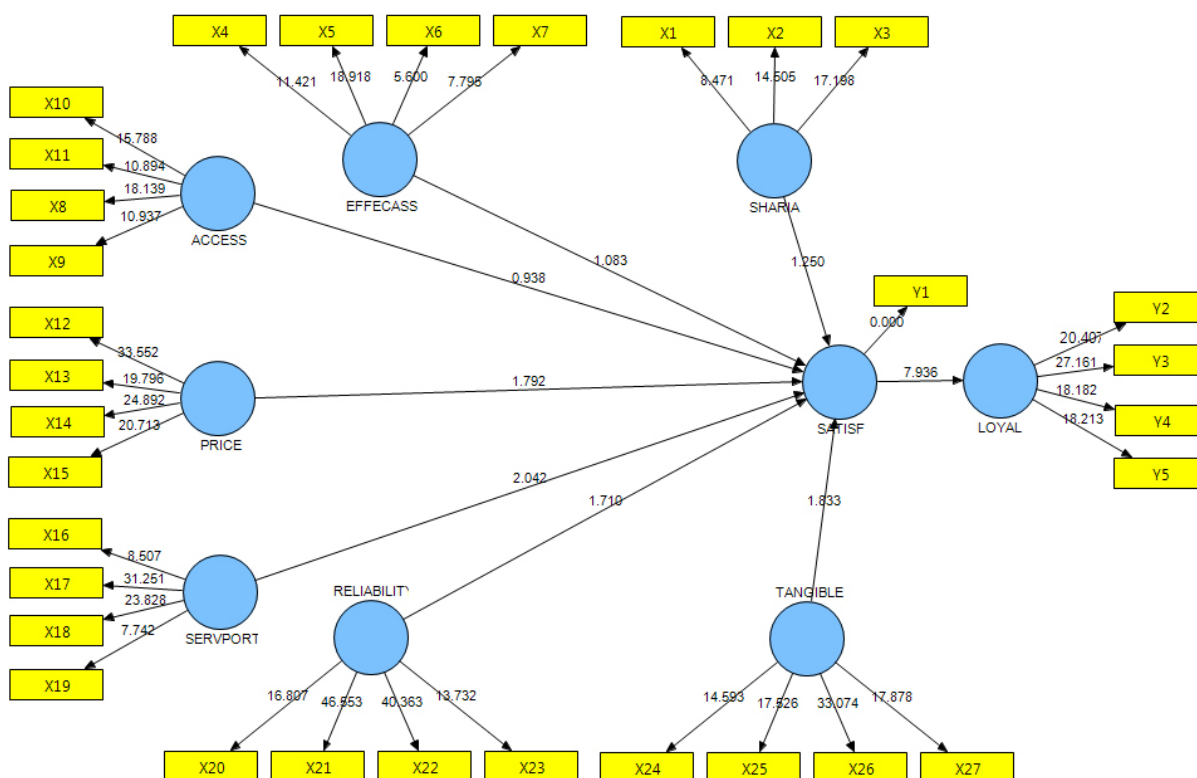 X4
X5
X6
X7
X1
X2
X3
11.421
18.918
5.600
7.795
8.471
14.505
17.198
X10
X11
X8
X9
15.788
10.894
18.139
10.937
ACCESS
EFFECASS
SHARIA
0.938
1.083
1.250
Y1
0.000
X12
X13
X14
X15
33.552
19.796
24.892
20.713
PRICE
1.792
SATISF
7.936
LOYAL
Y2
Y3
Y4
Y5
20.407
27.161
18.182
18.213
X16
X17
X18
X19
8.507
31.251
23.828
7.742
SERVPORT
2.042
1.710
1.833
RELIABILITY
TANGIBLE
16.807
46.553
40.363
13.732
14.593
17.526
33.074
17.878
X20
X21
X22
X23
X24
X25
X26
X27